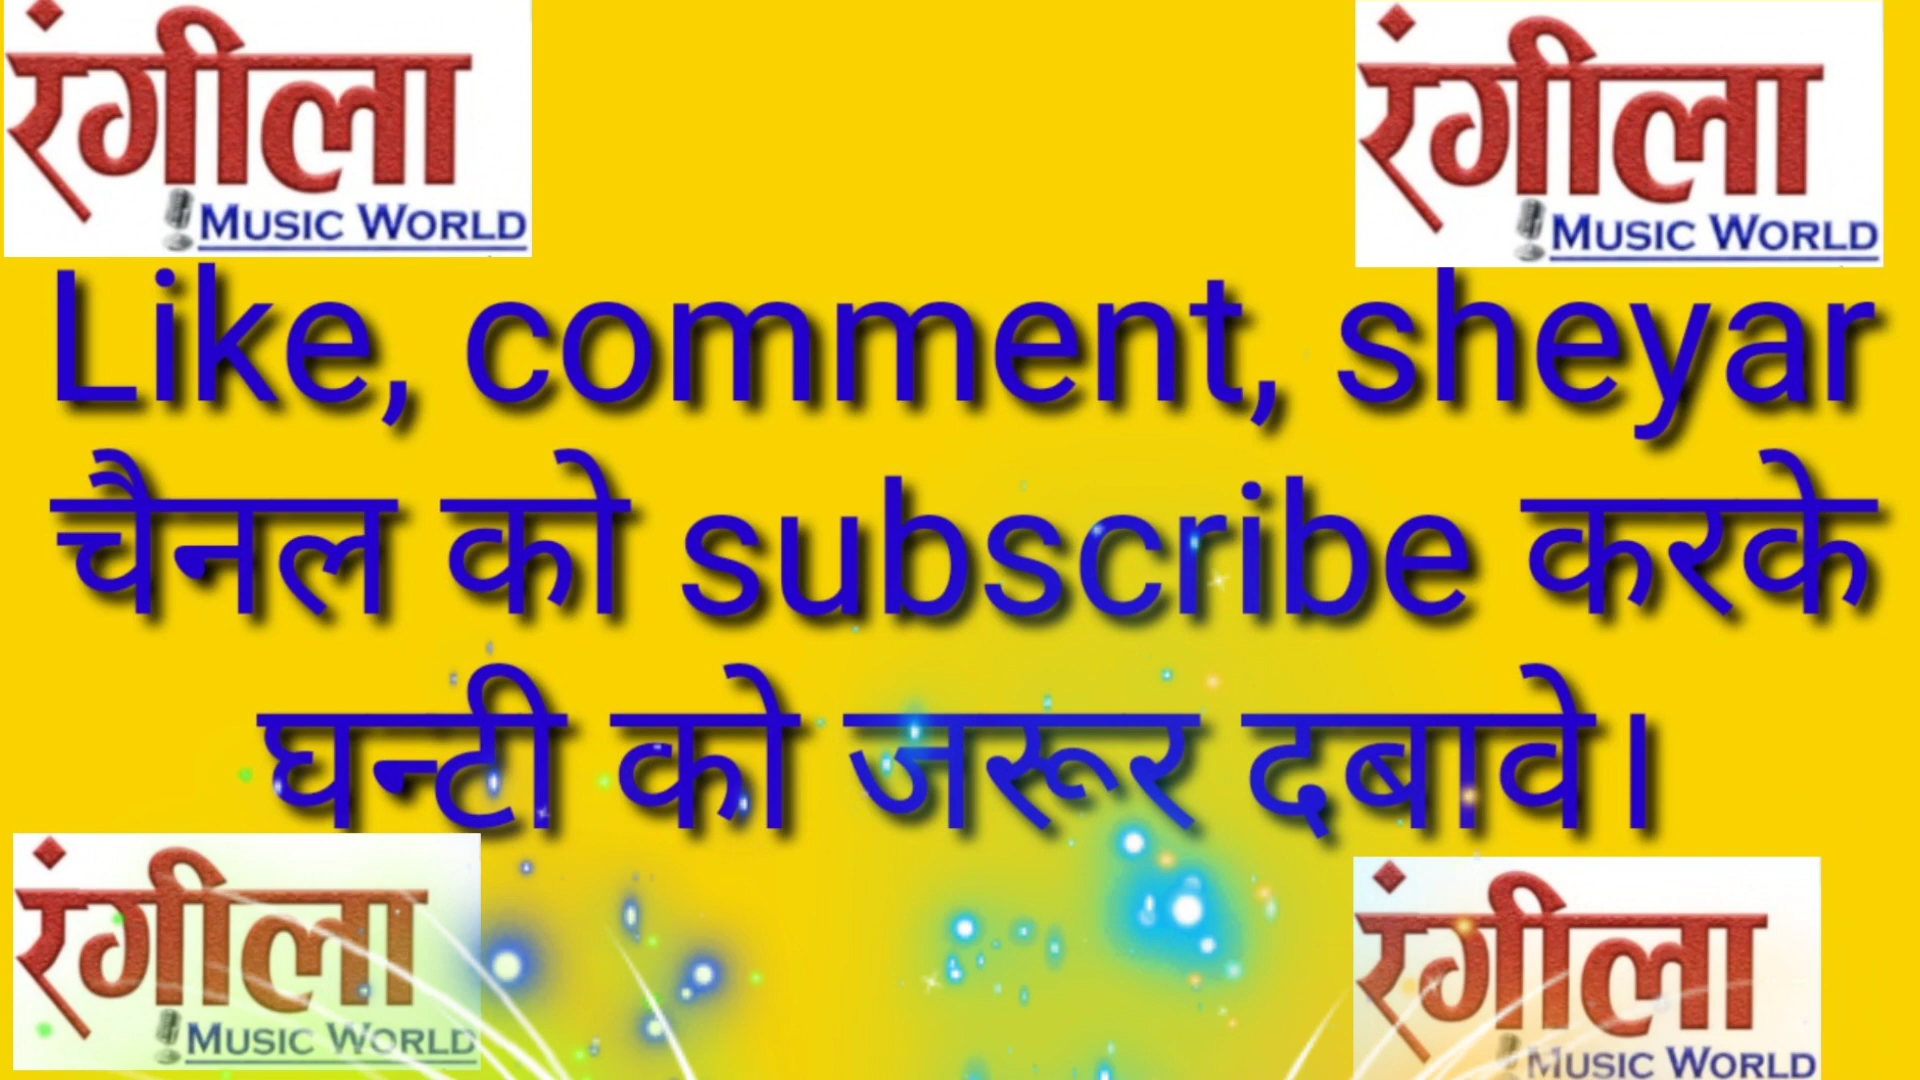 रंगीला
MUSIC WORLD
रंगीला
MUSIC WORLD
Like, comment, sheyar
चैनल को subscribe करके
घन्टी को जरूर दबावे।
रंगीला
MUSIC WORLD
रंगीला
MUSIC WORLD